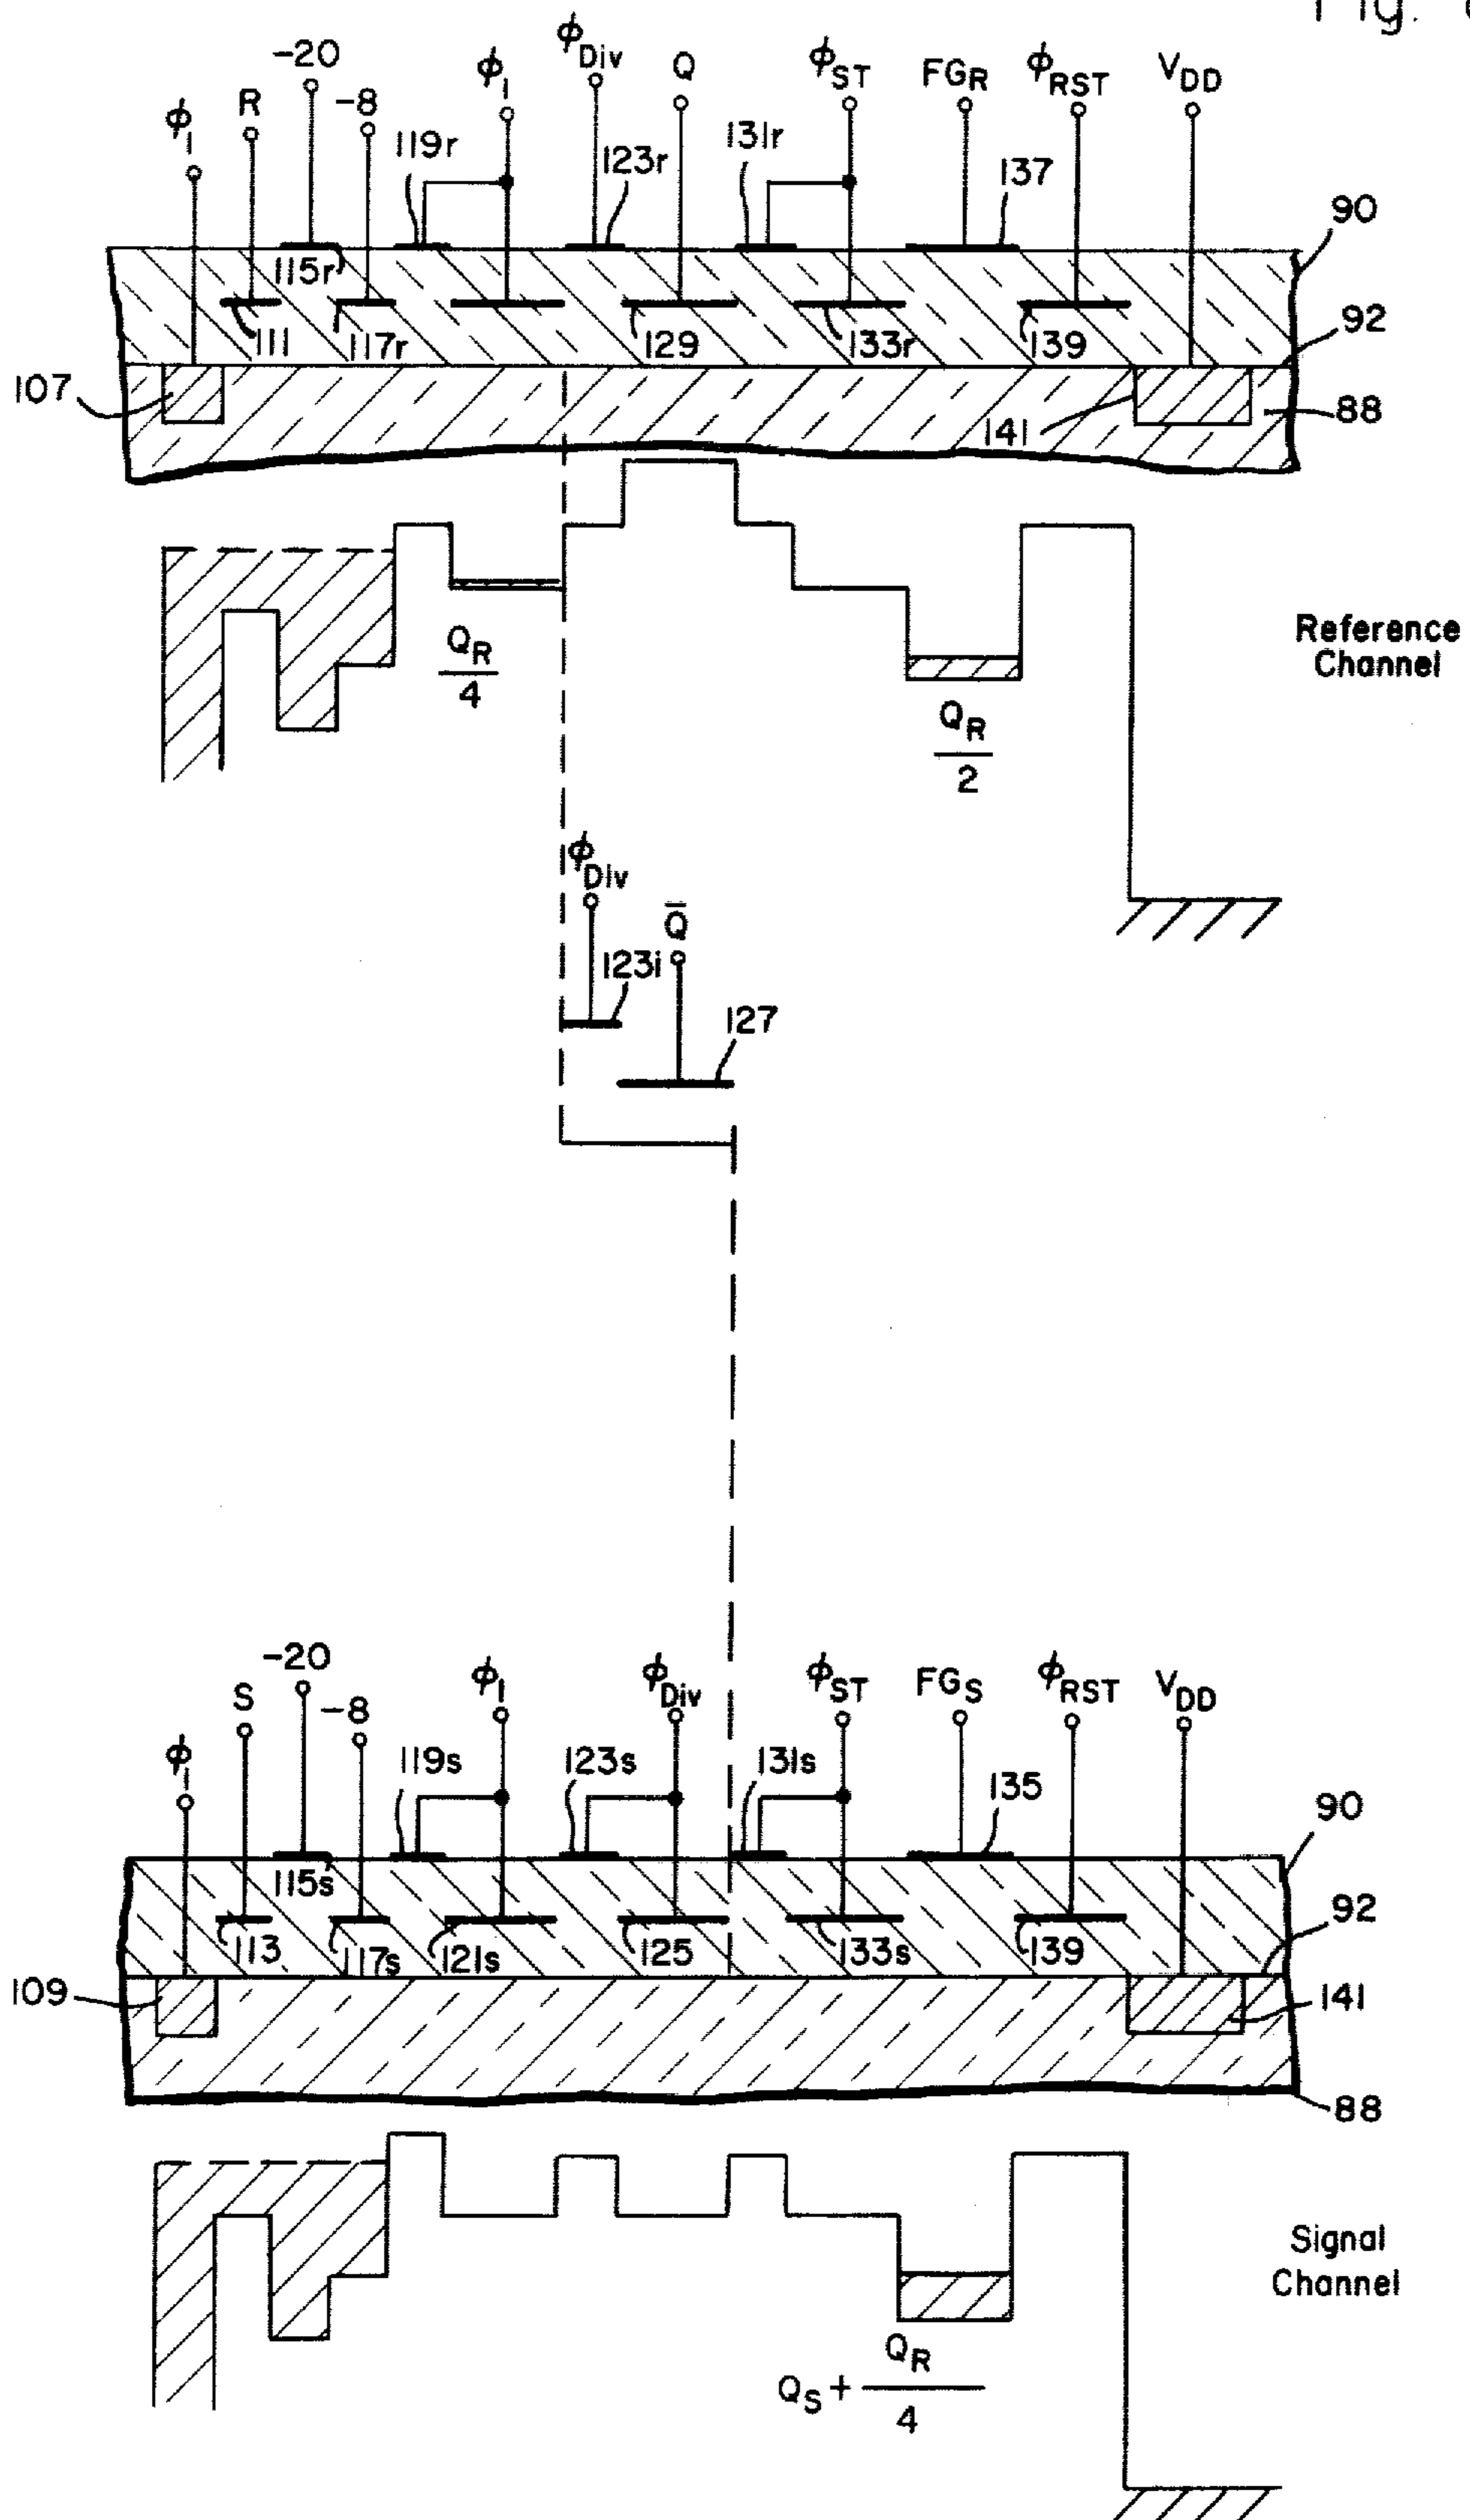 Fig.
-20
ϕDiv
Q
ϕ1
ϕST
FGR
ϕRST
VDD
R
-8
ϕ1
119r
123r
131r
137
90
115r
111
117r
129
133r
139
92
107
141
88
QR/4
Reference
Channel
QR/2
ϕDiv
Q̄
123i
127
-20
S
-8
ϕ1
ϕDiv
ϕST
FGS
ϕRST
VDD
ϕ1
119s
123s
131s
135
90
115s
113
117s
121s
125
133s
139
92
109
141
88
Signal
Channel
QS + QR/4